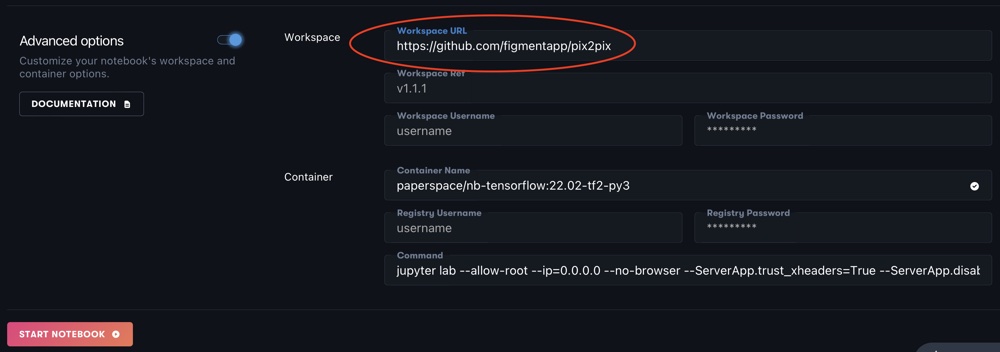 Advanced options
Customize your notebook's workspace and
container options.
DOCUMENTATION
Workspace
Workspace URL
https://github.com/figmentapp/pix2pix
Workspace Ref
v1.1.1
Workspace Username
username
Workspace Password
*********
Container
Container Name
paperspace/nb-tensorflow:22.02-tf2-py3
Registry Username
username
Registry Password
*********
Command
jupyter lab --allow-root --ip=0.0.0.0 --no-browser --ServerApp.trust_xheaders=True --ServerApp.disab
START NOTEBOOK